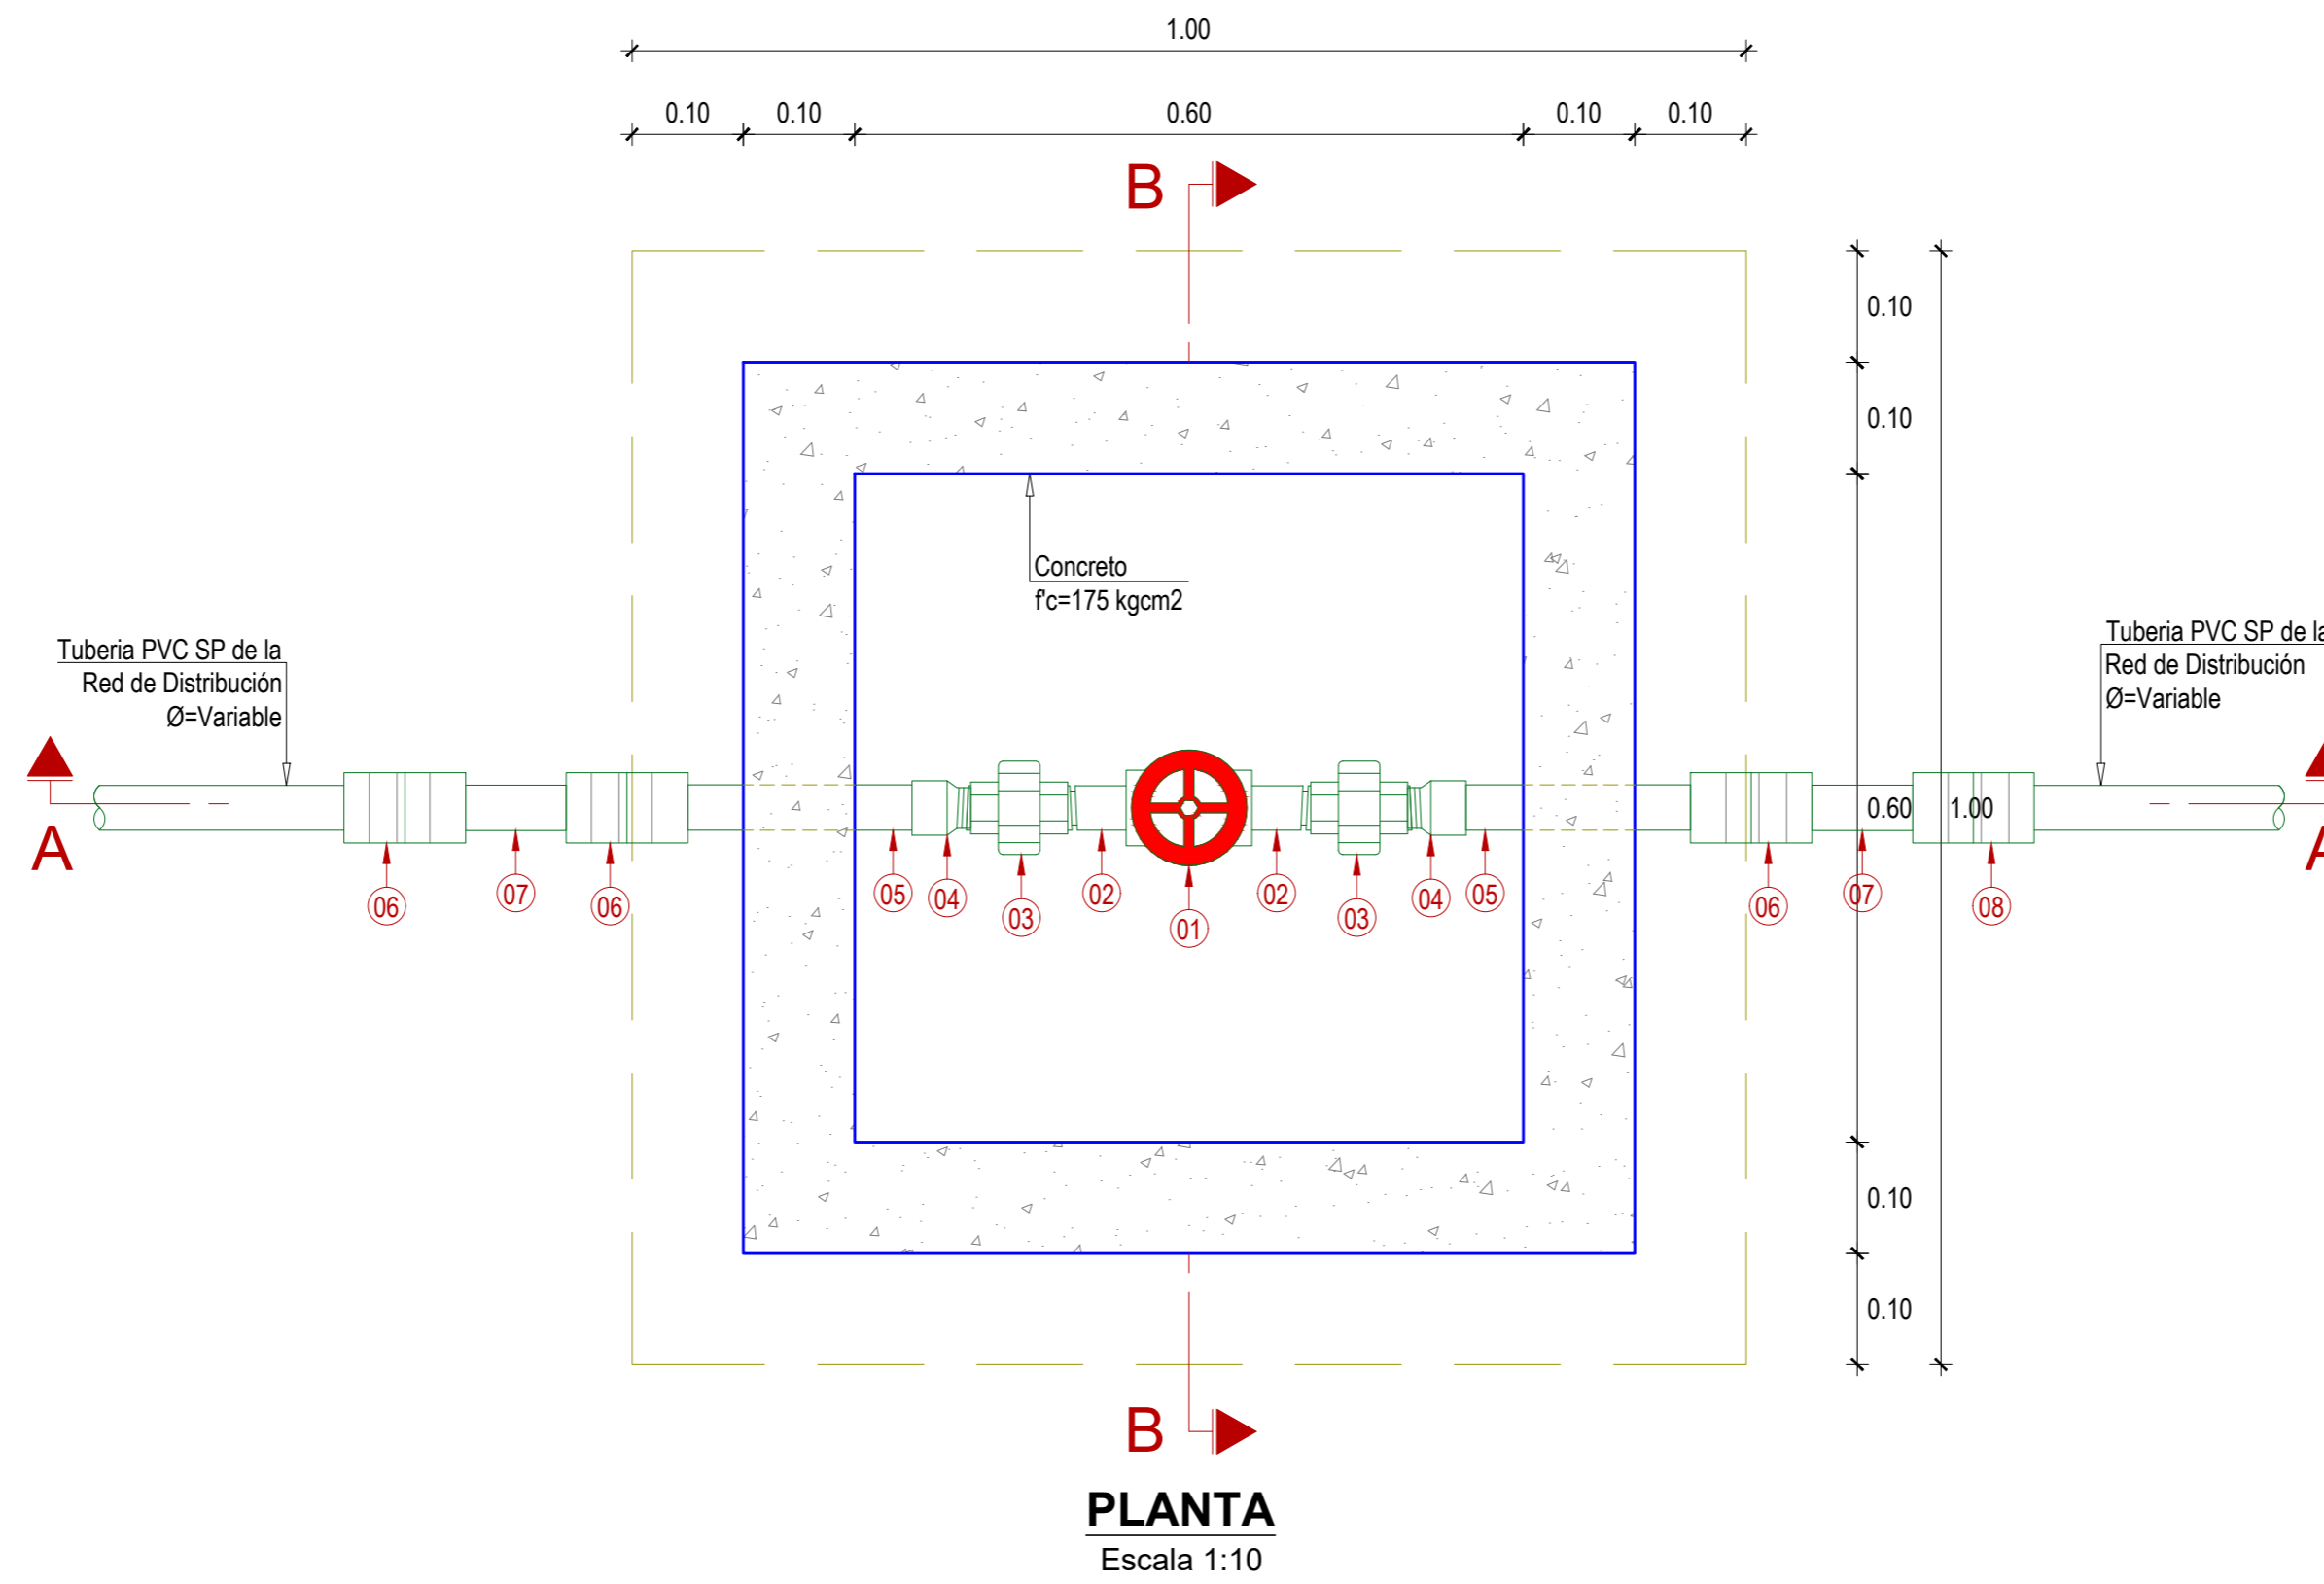 1.00
0.10 0.10 0.60 0.10 0.10
B
0.10
0.10
Concreto
f'c=175 kgcm2
Tuberia PVC SP de la
Red de Distribución
Ø=Variable
Tuberia PVC SP de la
Red de Distribución
Ø=Variable
0.60 1.00
A A
06 07 06 05 04 03 02 01 02 03 04 05 06 07 08
0.10
0.10
B
PLANTA
Escala 1:10